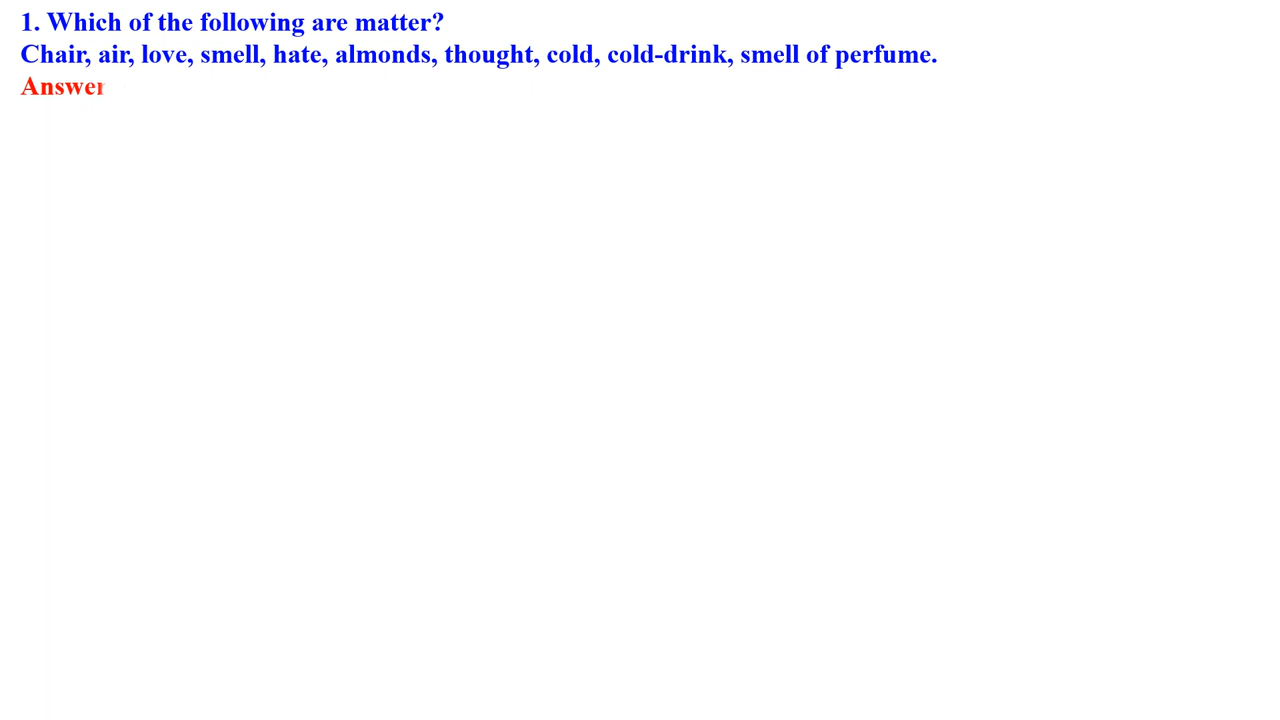 1. Which of the following are matter?
Chair, air, love, smell, hate, almonds, thought, cold, cold-drink, smell of perfume.
Answer